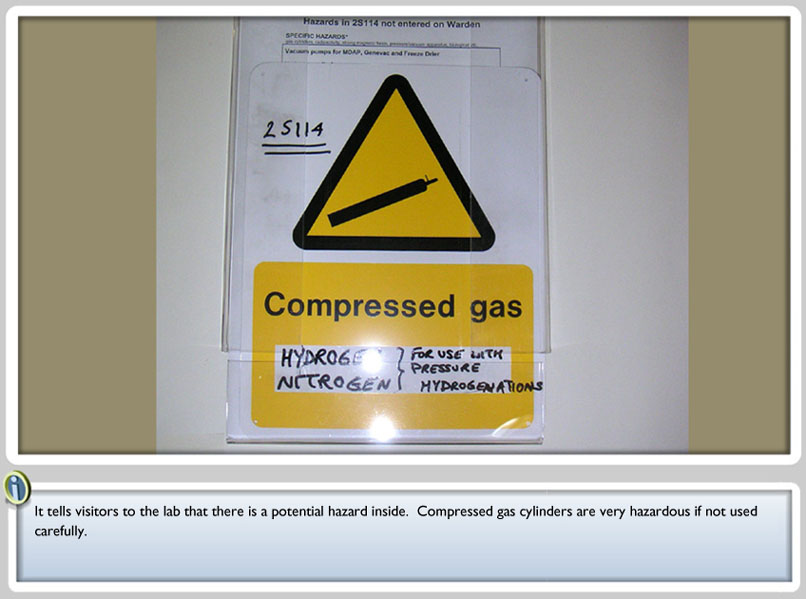 Hazards in 2S114 not entered on Warden
SPECIFIC HAZARDS*
Vacuum pumps for MDAP, Genevac and Freeze Drier
2S114
Compressed gas
HYDROGEN } FOR USE WITH
PRESSURE
NITROGEN HYDROGENATIONS
It tells visitors to the lab that there is a potential hazard inside. Compressed gas cylinders are very hazardous if not used
carefully.